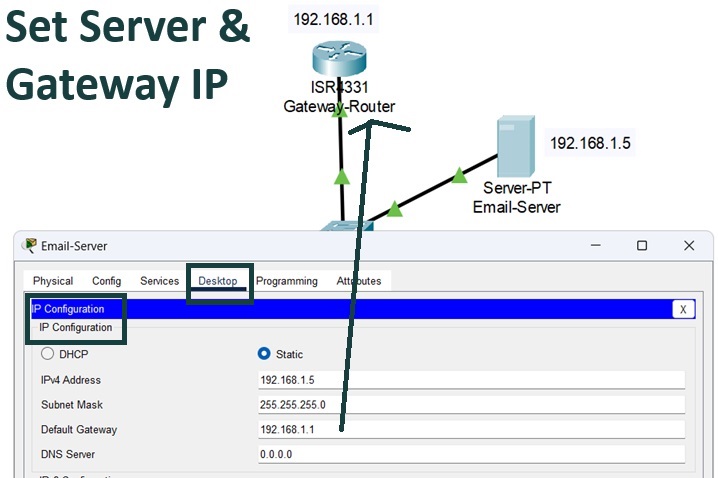 Set Server &
Gateway IP
192.168.1.1
ISR4331
Gateway-Router
192.168.1.5
Server-PT
Email-Server
Email-Server
Physical Config Services Desktop Programming Attributes
IP Configuration X
IP Configuration
DHCP Static
IPv4 Address 192.168.1.5
Subnet Mask 255.255.255.0
Default Gateway 192.168.1.1
DNS Server 0.0.0.0